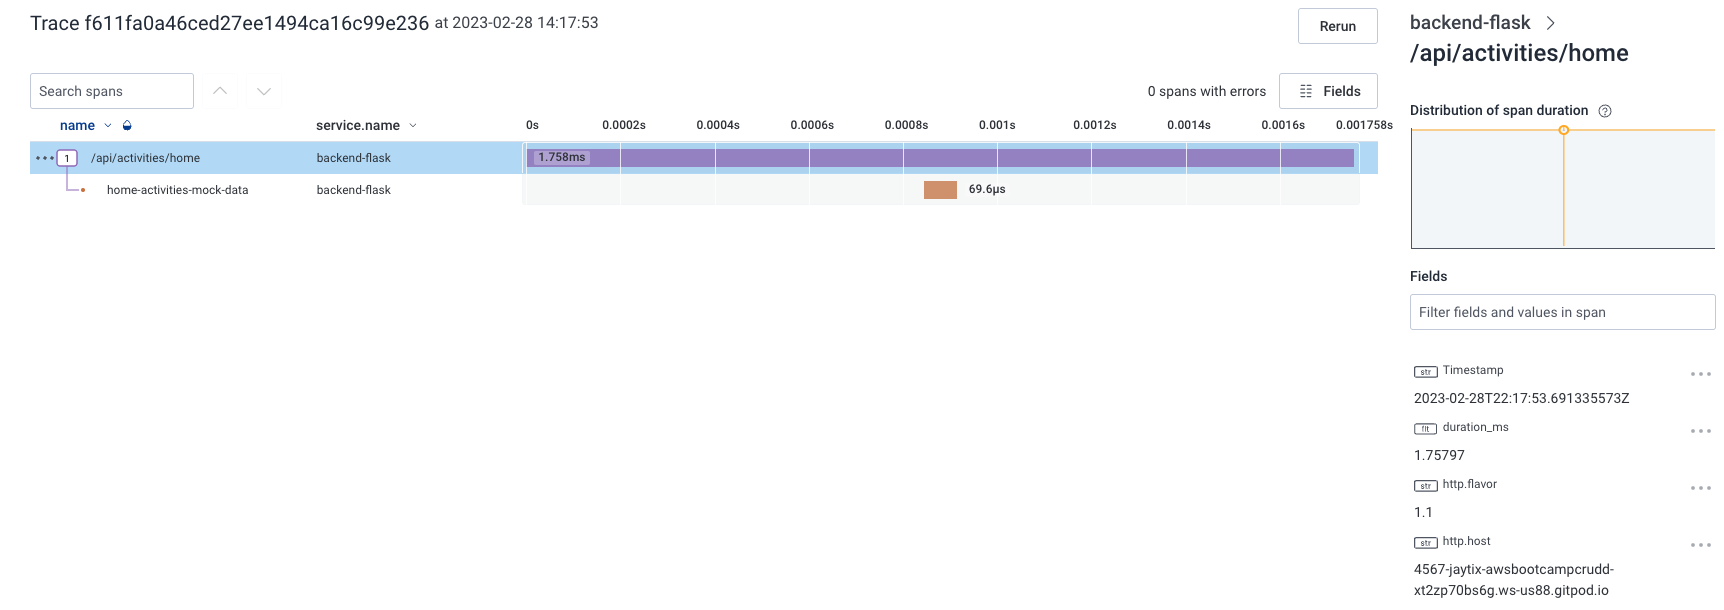 Trace f611fa0a46ced27ee1494ca16c99e236 at 2023-02-28 14:17:53
Rerun
Search spans
0 spans with errors
Fields
name
service.name
0s 0.0002s 0.0004s 0.0006s 0.0008s 0.001s 0.0012s 0.0014s 0.0016s 0.001758s
1 /api/activities/home backend-flask 1.758ms
home-activities-mock-data backend-flask 69.6μs
backend-flask
/api/activities/home
Distribution of span duration ?
Fields
Filter fields and values in span
str Timestamp
2023-02-28T22:17:53.691335573Z
flt duration_ms
1.75797
str http.flavor
1.1
str http.host
4567-jaytix-awsbootcampcrudd-
xt2zp70bs6g.ws-us88.gitpod.io